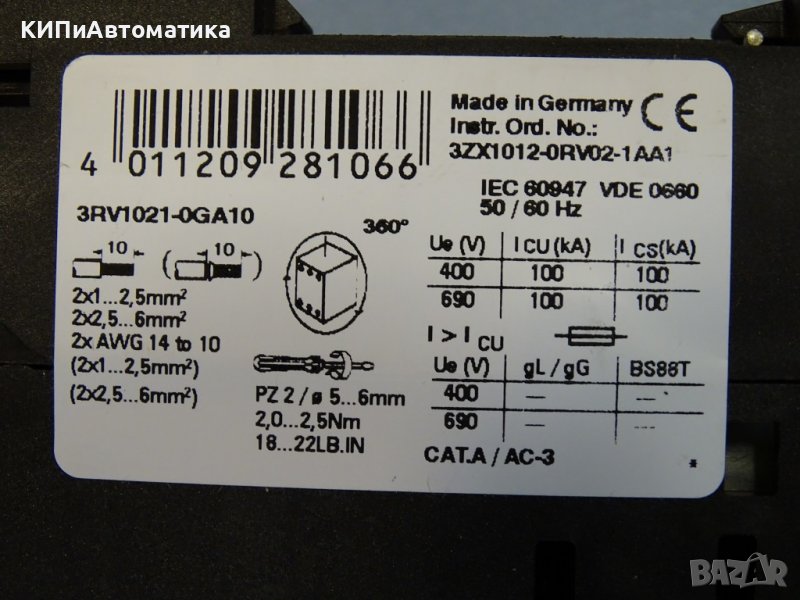 КИПиАвтоматика
4 011209 281066
Made in Germany
Instr. Ord. No.:
3ZX1012-0RV02-1AA1
CE
IEC 60947 VDE 0660
50 / 60 Hz
3RV1021-0GA10
10 ( 10 )
360°
2x1...2,5mm²
2x2,5...6mm²
2x AWG 14 to 10
(2x1...2,5mm²)
(2x2,5...6mm²)
PZ 2 / ø 5...6mm
2,0...2,5Nm
18...22LB.IN
Ue (V) I CU (kA) I CS(kA)
400 100 100
690 100 100
I > I CU
Ue (V) gL / gG BS88T
400 — —
690 — —
CAT.A / AC-3 *
BAZAR